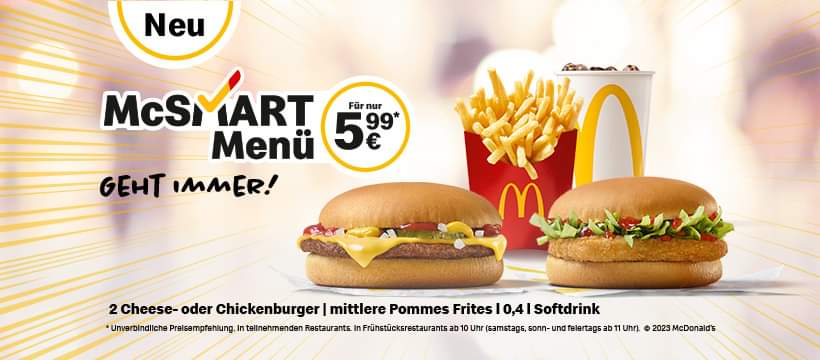 Neu
McSMART
Menü
Für nur
5,99*
€
GEHT IMMER!
2 Cheese- oder Chickenburger | mittlere Pommes Frites | 0,4 l Softdrink
* Unverbindliche Preisempfehlung. In teilnehmenden Restaurants. In Frühstücksrestaurants ab 10 Uhr (samstags, sonn- und feiertags ab 11 Uhr). © 2023 McDonald's